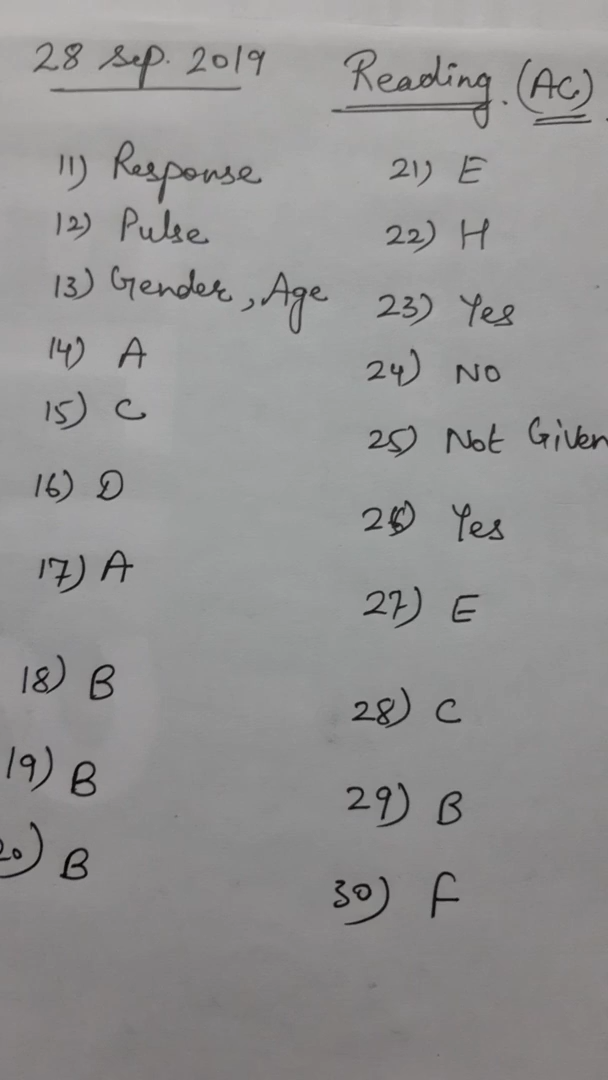 28 Sep. 2019
Reading. (AC)
11) Response
12) Pulse
13) Gender, Age
14) A
15) C
16) D
17) A
18) B
19) B
20) B
21) E
22) H
23) Yes
24) NO
25) Not Given
26) Yes
27) E
28) C
29) B
30) F